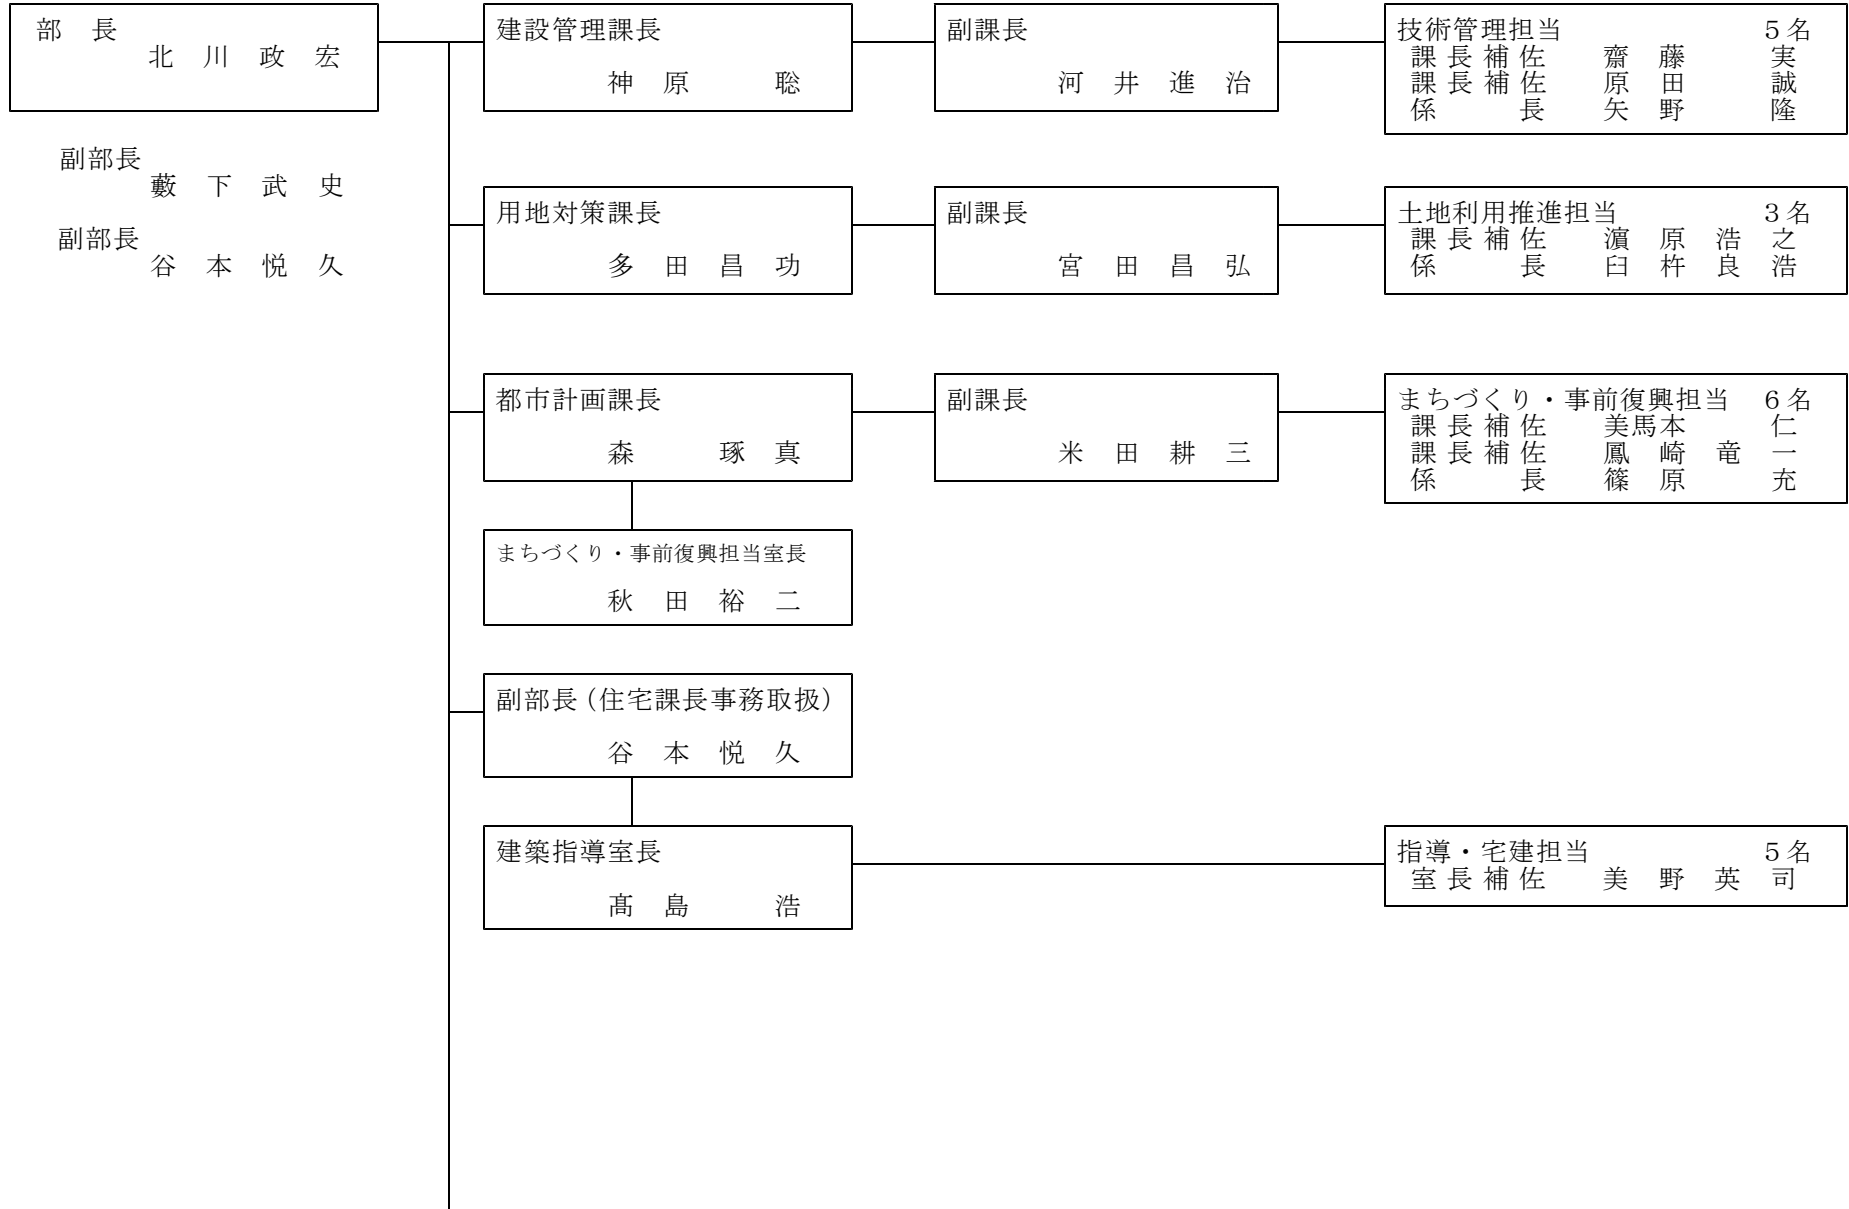 部長
北川政宏
副部長
藪下武史
副部長
谷本悦久
建設管理課長
神原聡
副課長
河井進治
技術管理担当 5名
課長補佐 齋藤実
課長補佐 原田誠
係長 矢野隆
用地対策課長
多田昌功
副課長
宮田昌弘
土地利用推進担当 3名
課長補佐 濵原浩之
係長 臼杵良浩
都市計画課長
森琢真
副課長
米田耕三
まちづくり・事前復興担当 6名
課長補佐 美馬本仁
課長補佐 鳳崎竜一
係長 篠原充
まちづくり・事前復興担当室長
秋田裕二
副部長(住宅課長事務取扱)
谷本悦久
建築指導室長
髙島浩
指導・宅建担当 5名
室長補佐 美野英司